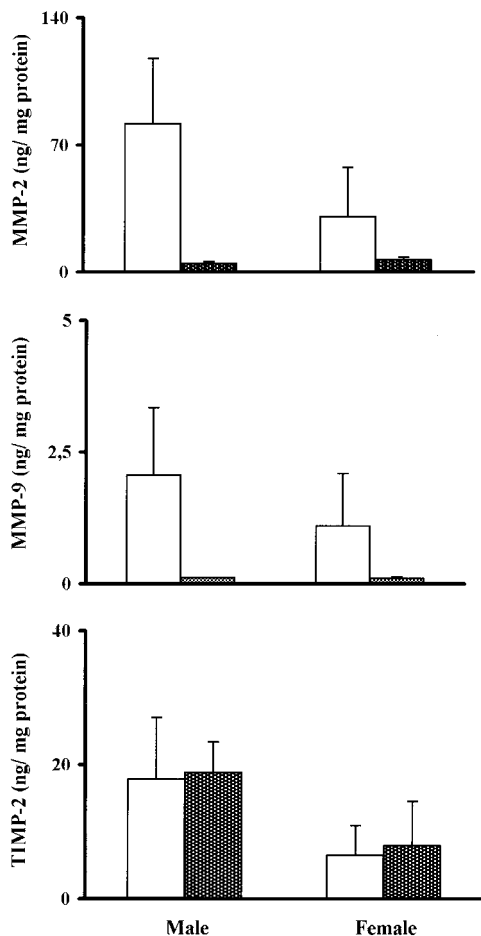 140
MMP-2 (ng/ mg protein)
70
0
5
MMP-9 (ng/ mg protein)
2,5
0
40
TIMP-2 (ng/ mg protein)
20
0
Male Female